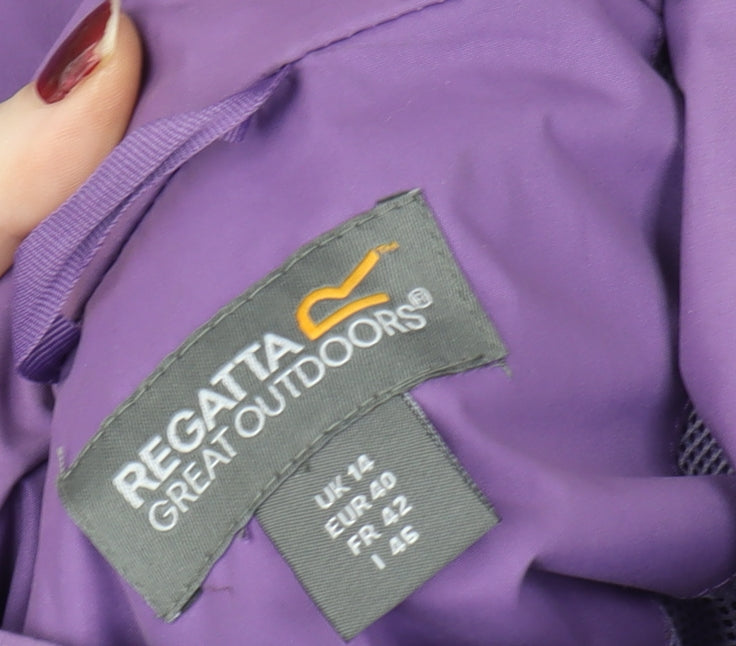 REGATTA
GREAT OUTDOORS®
UK 14
EUR 40
FR 42
I 46